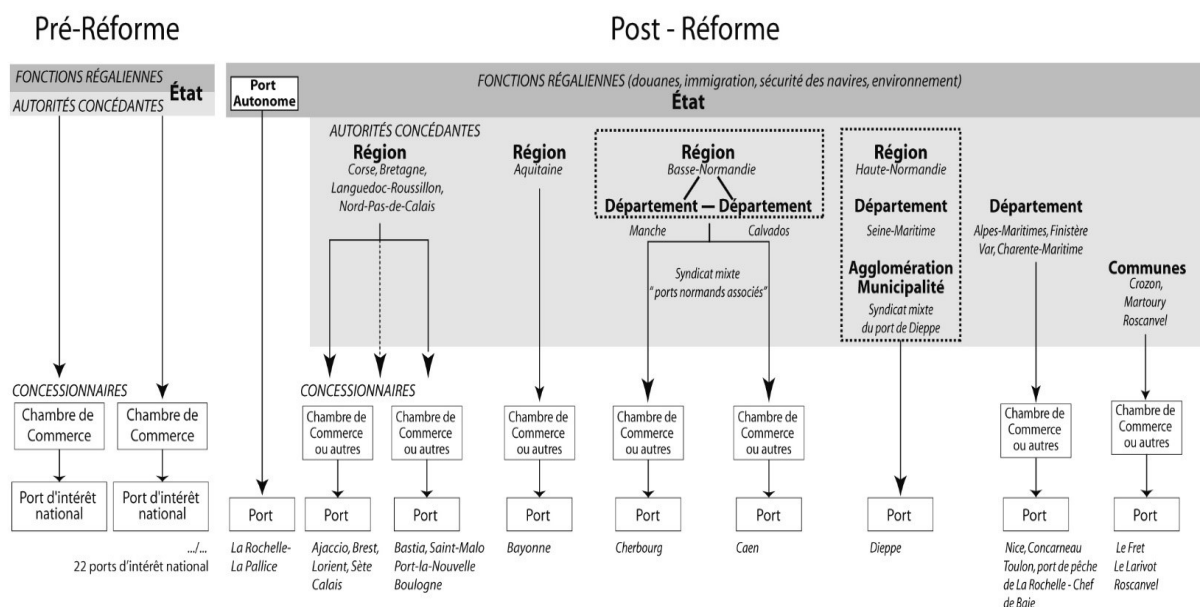 Pré-Réforme
Post - Réforme
FONCTIONS RÉGALIENNES
État
AUTORITÉS CONCÉDANTES
CONCESSIONNAIRES
Chambre de
Commerce
Chambre de
Commerce
Port d'intérêt
national
Port d'intérêt
national
.../...
22 ports d'intérêt national
Port
Autonome
FONCTIONS RÉGALIENNES (douanes, immigration, sécurité des navires, environnement)
État
AUTORITÉS CONCÉDANTES
Région
Corse, Bretagne,
Languedoc-Roussillon,
Nord-Pas-de-Calais
Région
Aquitaine
Région
Basse-Normandie
Département — Département
Manche
Calvados
Syndicat mixte
"ports normands associés"
Région
Haute-Normandie
Département
Seine-Maritime
Agglomération
Municipalité
Syndicat mixte
du port de Dieppe
Département
Alpes-Maritimes, Finistère
Var, Charente-Maritime
Communes
Crozon,
Martoury
Roscanvel
CONCESSIONNAIRES
Chambre de
Commerce
ou autres
Chambre de
Commerce
ou autres
Chambre de
Commerce
ou autres
Chambre de
Commerce
ou autres
Chambre de
Commerce
ou autres
Chambre de
Commerce
ou autres
Chambre de
Commerce
ou autres
Port
Port
Port
Port
Port
Port
Port
Port
Port
La Rochelle-
La Pallice
Ajaccio, Brest,
Lorient, Sète
Calais
Bastia, Saint-Malo
Port-la-Nouvelle
Boulogne
Bayonne
Cherbourg
Caen
Dieppe
Nice, Concarneau
Toulon, port de pêche
de La Rochelle - Chef
de Baie
Le Fret
Le Larivot
Roscanvel